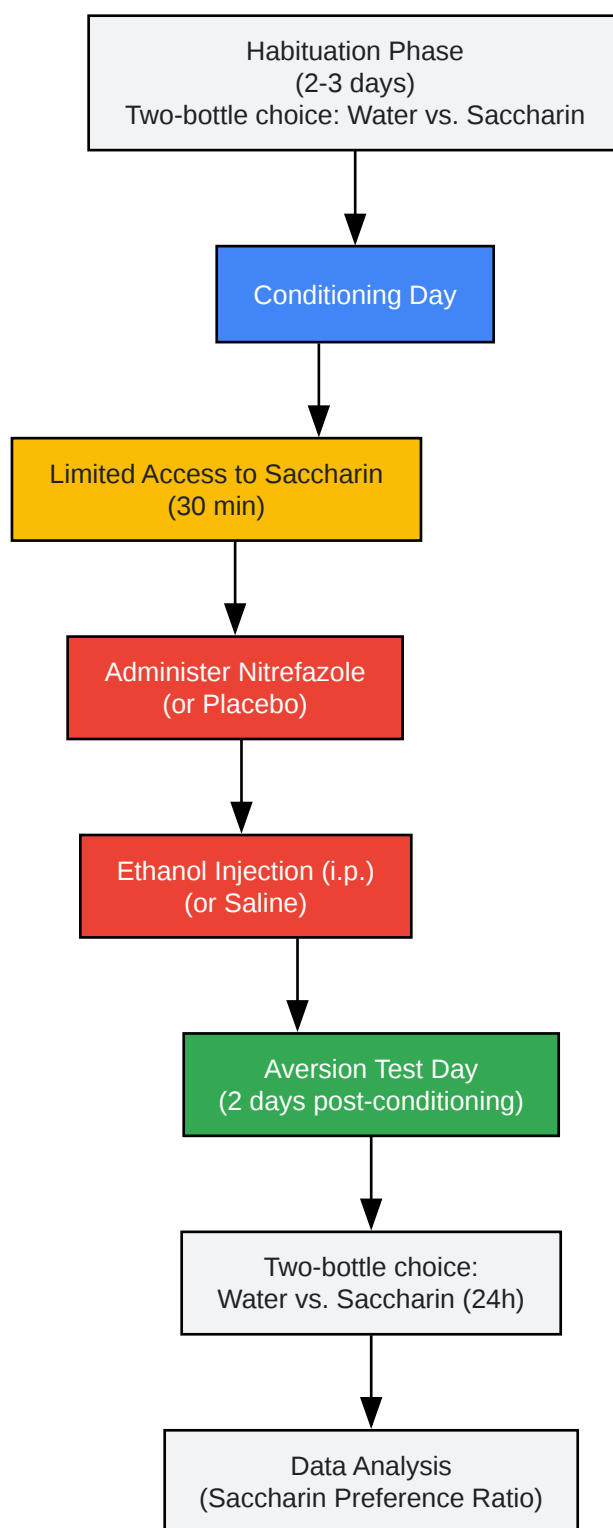 Habituation Phase
(2-3 days)
Two-bottle choice: Water vs. Saccharin
Conditioning Day
Limited Access to Saccharin
(30 min)
Administer Nitrefazole
(or Placebo)
Ethanol Injection (i.p.)
(or Saline)
Aversion Test Day
(2 days post-conditioning)
Two-bottle choice:
Water vs. Saccharin (24h)
Data Analysis
(Saccharin Preference Ratio)